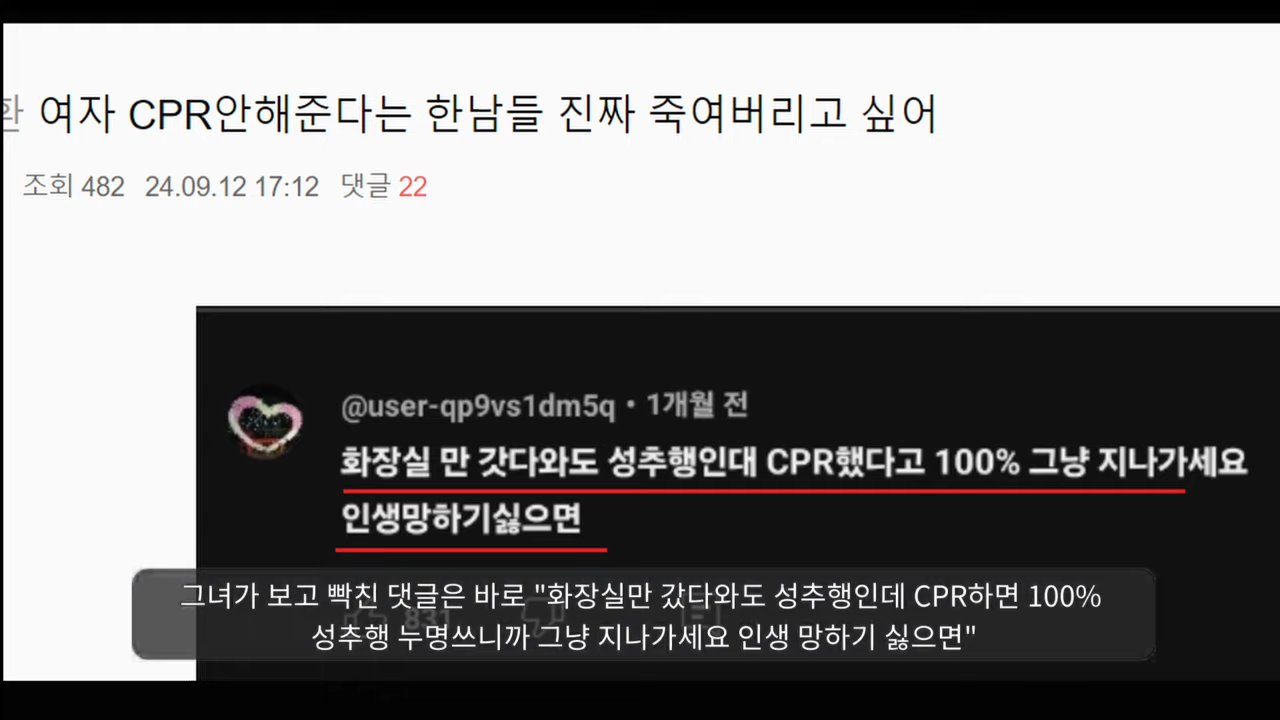 환 여자 CPR안해준다는 한남들 진짜 죽여버리고 싶어
조회 482 24.09.12 17:12 댓글 22
@user-qp9vs1dm5q • 1개월 전
화장실 만 갓다와도 성추행인대 CPR했다고 100% 그냥 지나가세요
인생망하기싫으면
831
그녀가 보고 빡친 댓글은 바로 "화장실만 갔다와도 성추행인데 CPR하면 100%
성추행 누명쓰니까 그냥 지나가세요 인생 망하기 싫으면"